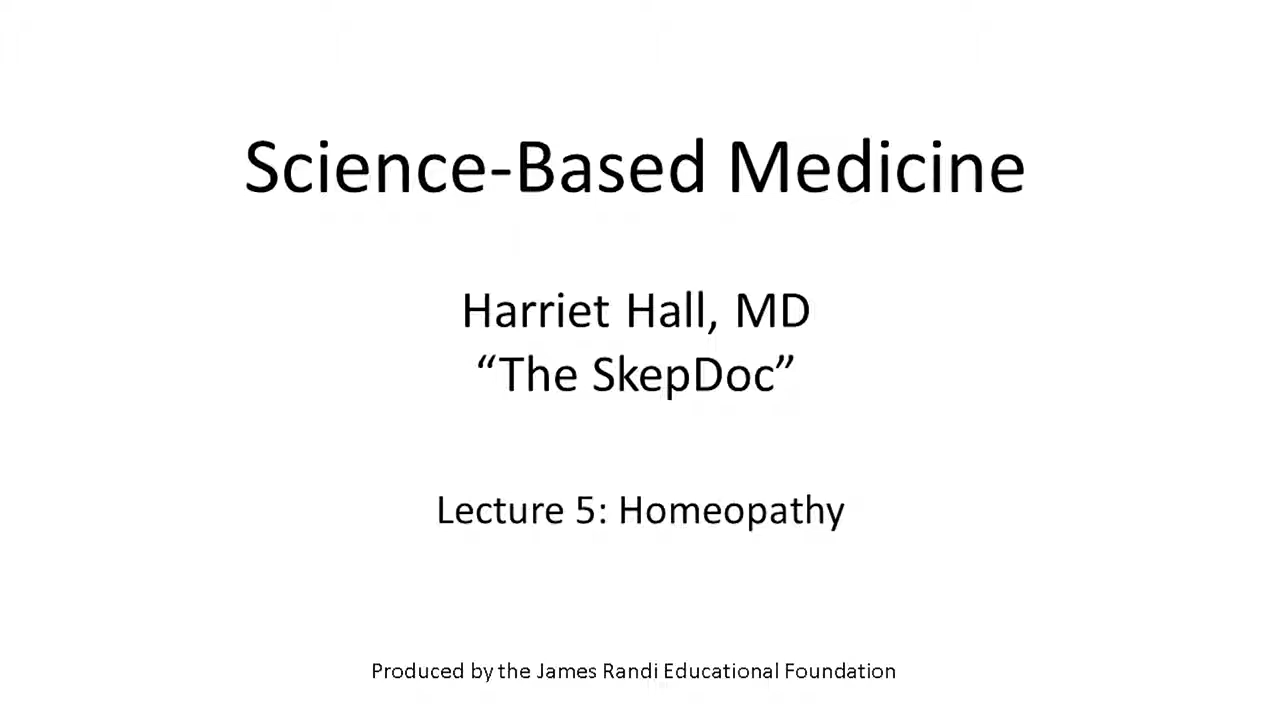 Science-Based Medicine
Harriet Hall, MD
“The SkepDoc”
Lecture 5: Homeopathy
Produced by the James Randi Educational Foundation